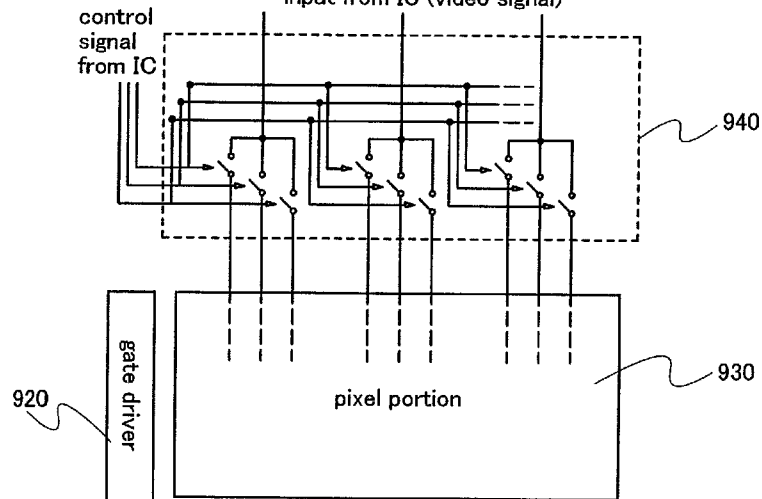 input from IC (video signal)
control
signal
from IC
940
gate driver
920
pixel portion
930